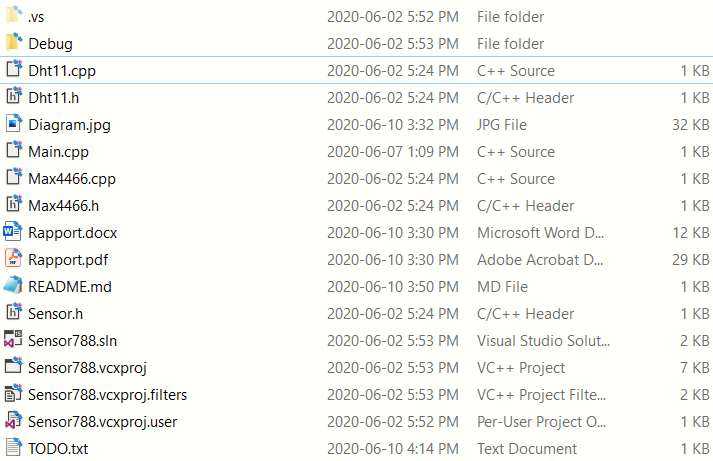 .vs 2020-06-02 5:52 PM File folder
Debug 2020-06-02 5:53 PM File folder
Dht11.cpp 2020-06-02 5:24 PM C++ Source 1 KB
Dht11.h 2020-06-02 5:24 PM C/C++ Header 1 KB
Diagram.jpg 2020-06-10 3:32 PM JPG File 32 KB
Main.cpp 2020-06-07 1:09 PM C++ Source 1 KB
Max4466.cpp 2020-06-02 5:24 PM C++ Source 1 KB
Max4466.h 2020-06-02 5:24 PM C/C++ Header 1 KB
Rapport.docx 2020-06-10 3:30 PM Microsoft Word D... 12 KB
Rapport.pdf 2020-06-10 3:30 PM Adobe Acrobat D... 29 KB
README.md 2020-06-10 3:50 PM MD File 1 KB
Sensor.h 2020-06-02 5:24 PM C/C++ Header 1 KB
Sensor788.sln 2020-06-02 5:53 PM Visual Studio Solut... 2 KB
Sensor788.vcxproj 2020-06-02 5:53 PM VC++ Project 7 KB
Sensor788.vcxproj.filters 2020-06-02 5:53 PM VC++ Project Filte... 2 KB
Sensor788.vcxproj.user 2020-06-02 5:52 PM Per-User Project O... 1 KB
TODO.txt 2020-06-10 4:14 PM Text Document 1 KB